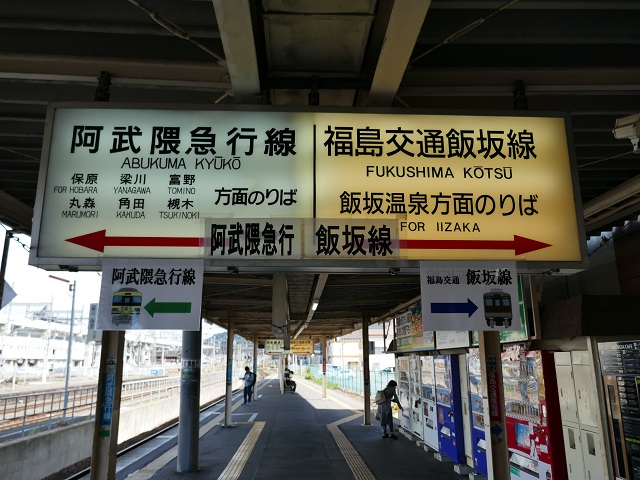 阿武隈急行線
ABUKUMA KYŪKŌ
保原 梁川 富野
FOR HOBARA YANAGAWA TOMINO
丸森 角田 槻木
MARUMORI KAKUDA TSUKINOKI
方面のりば
福島交通飯坂線
FUKUSHIMA KŌTSŪ
飯坂温泉方面のりば
FOR IIZAKA
阿武隈急行 飯坂線
阿武隈急行線
福島交通 飯坂線